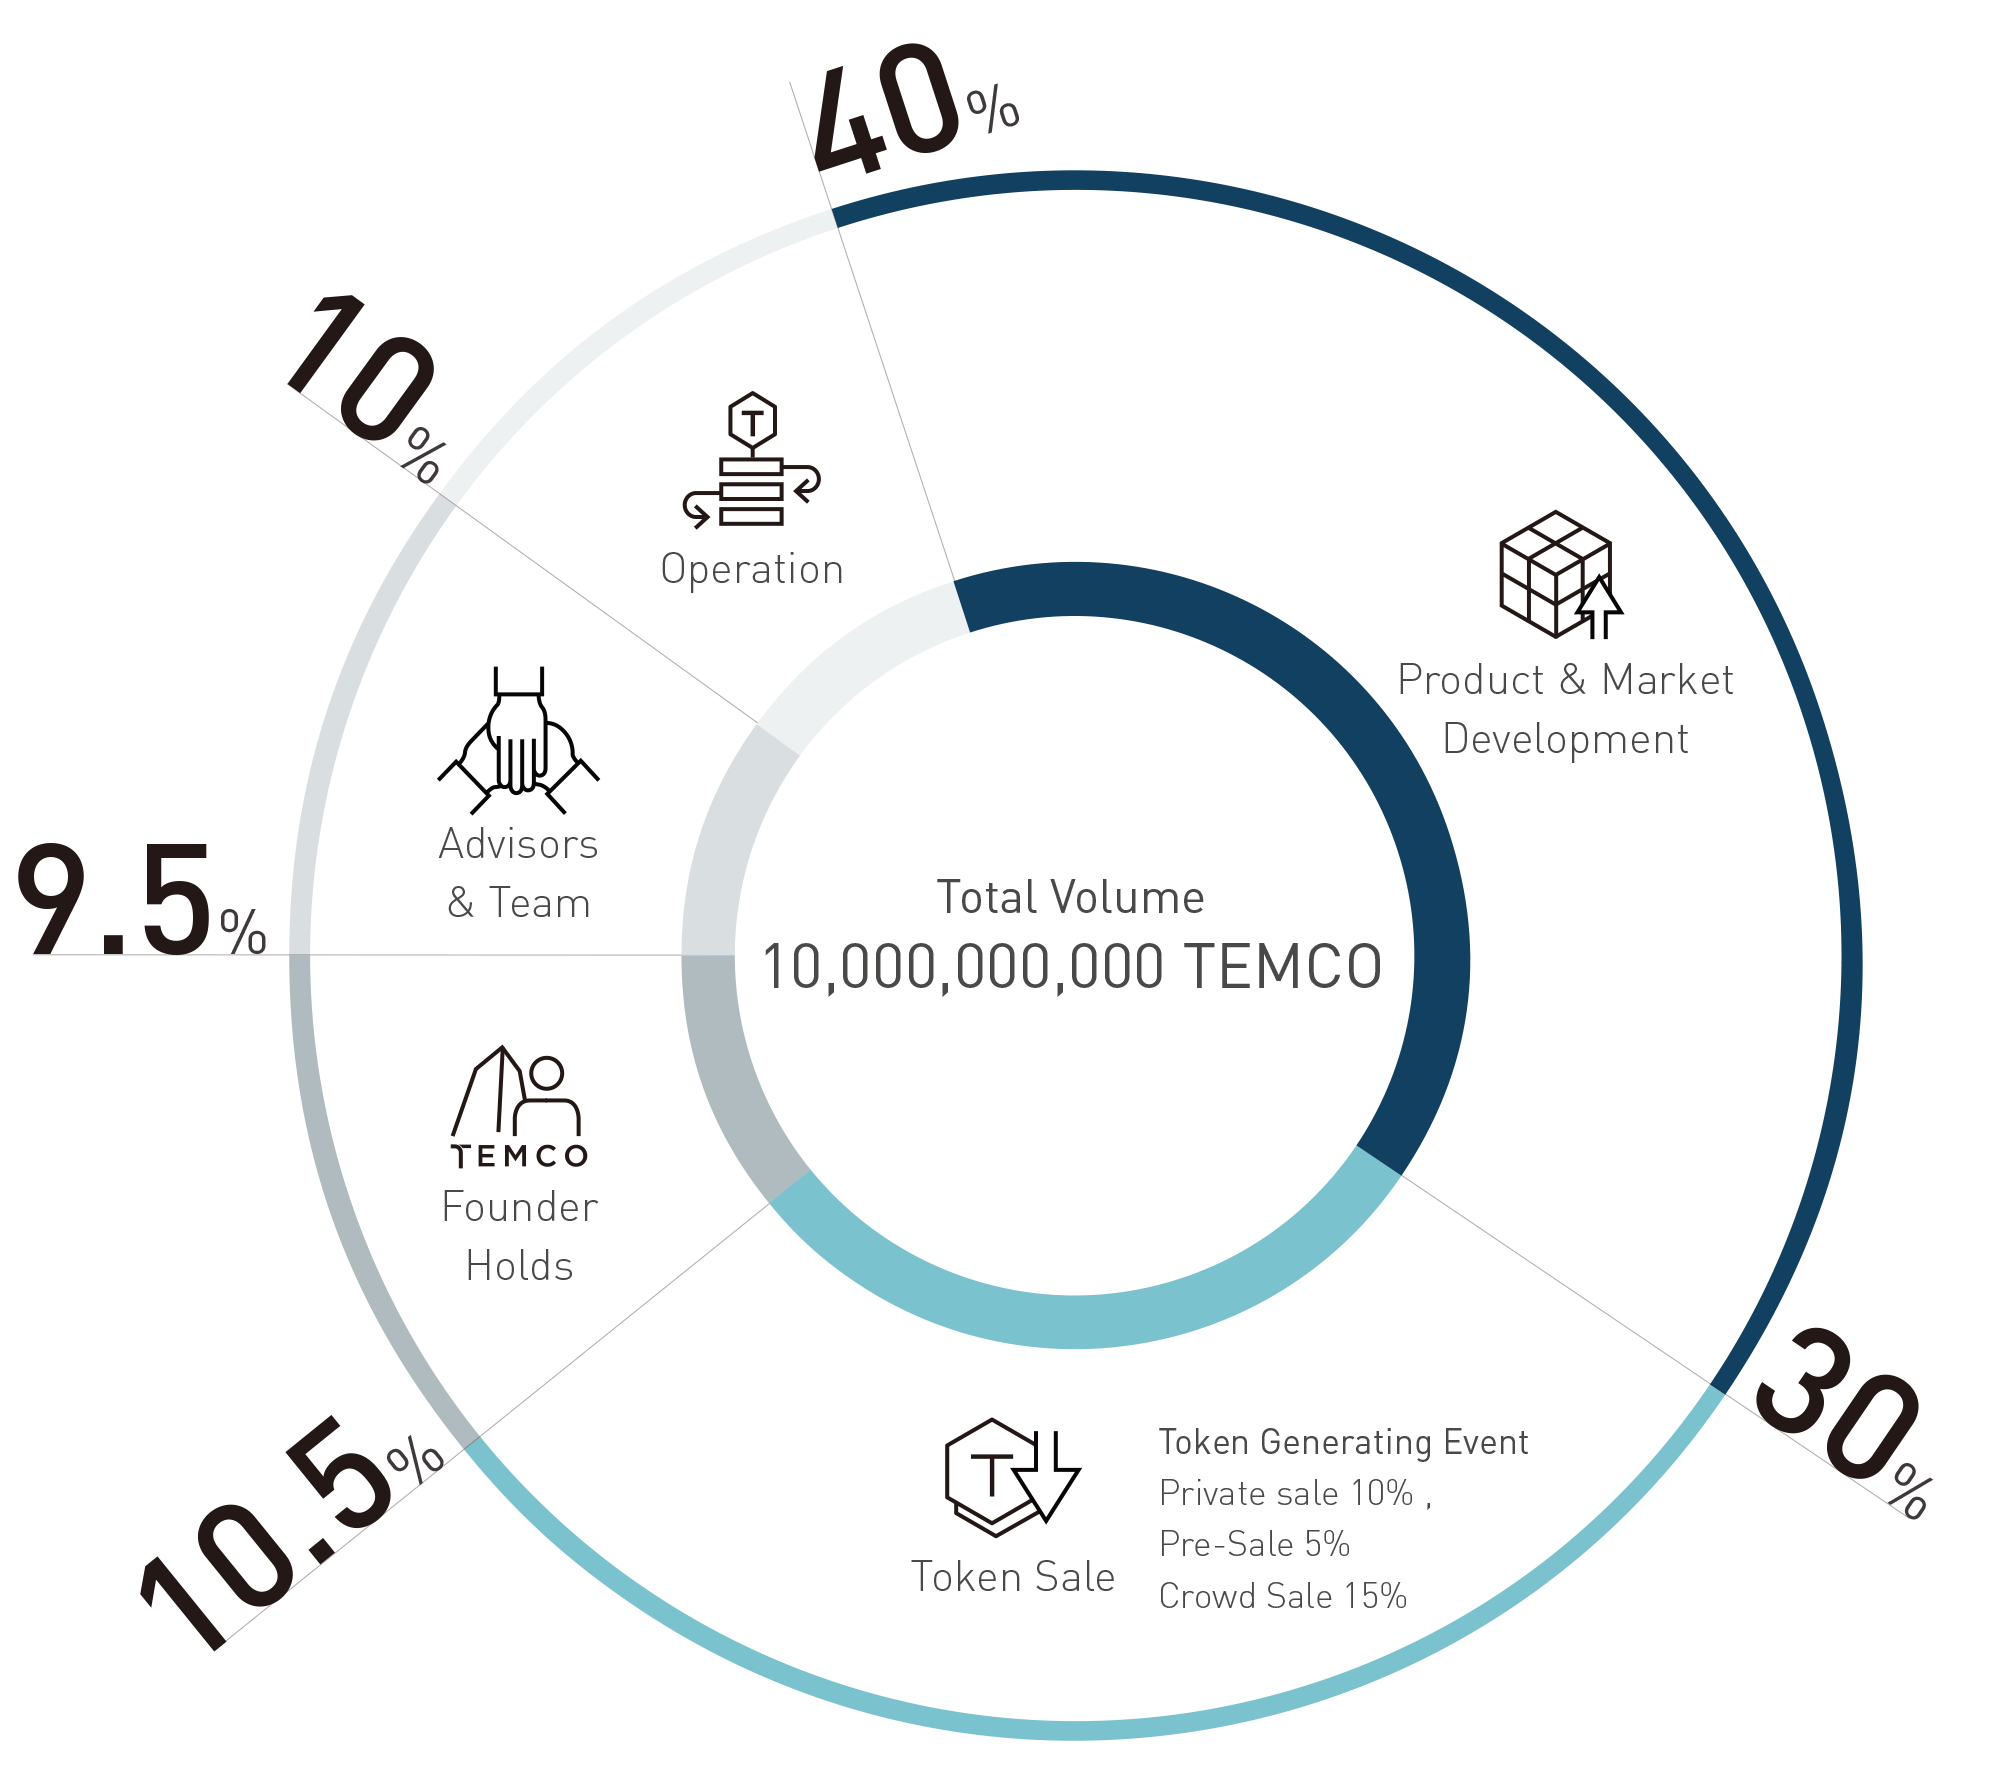 40%
10%
T
Operation
Product & Market
Development
Advisors
& Team
9.5%
Total Volume
10,000,000,000 TEMCO
TEMCO
Founder
Holds
30%
10.5%
T
Token Sale
Token Generating Event
Private sale 10% ,
Pre-Sale 5%
Crowd Sale 15%